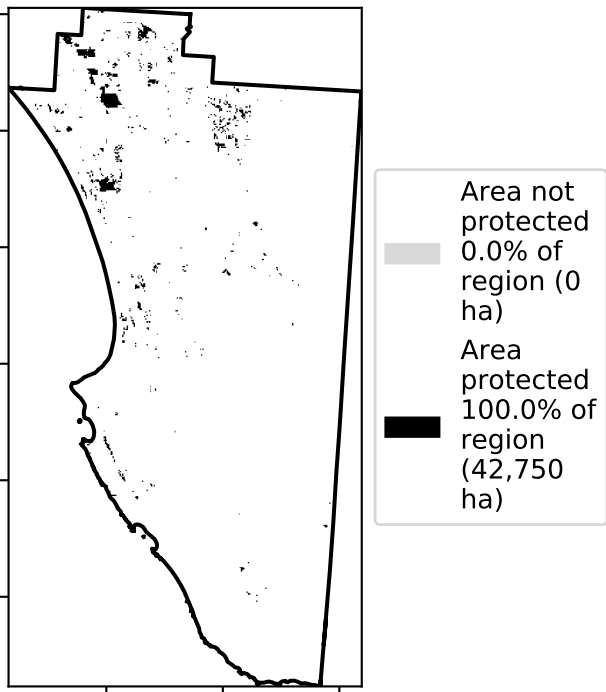 Area not
protected
0.0% of
region (0
ha)
Area
protected
100.0% of
region
(42,750
ha)